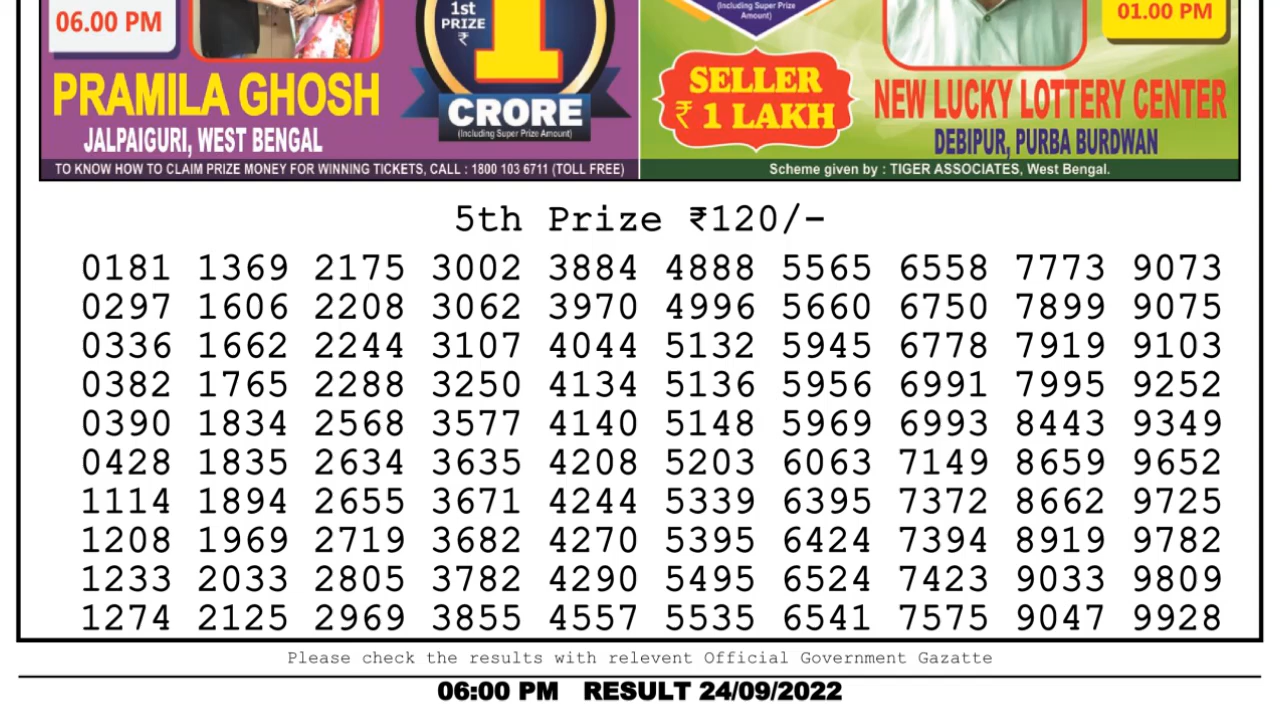 06.00 PM
1st
PRIZE
₹
1
CRORE
(Including Super Prize Amount)
PRAMILA GHOSH
JALPAIGURI, WEST BENGAL
TO KNOW HOW TO CLAIM PRIZE MONEY FOR WINNING TICKETS, CALL : 1800 103 6711 (TOLL FREE)
(Including Super Prize
Amount)
01.00 PM
SELLER
₹ 1 LAKH
NEW LUCKY LOTTERY CENTER
DEBIPUR, PURBA BURDWAN
Scheme given by : TIGER ASSOCIATES, West Bengal.
5th Prize ₹120/-
0181 1369 2175 3002 3884 4888 5565 6558 7773 9073
0297 1606 2208 3062 3970 4996 5660 6750 7899 9075
0336 1662 2244 3107 4044 5132 5945 6778 7919 9103
0382 1765 2288 3250 4134 5136 5956 6991 7995 9252
0390 1834 2568 3577 4140 5148 5969 6993 8443 9349
0428 1835 2634 3635 4208 5203 6063 7149 8659 9652
1114 1894 2655 3671 4244 5339 6395 7372 8662 9725
1208 1969 2719 3682 4270 5395 6424 7394 8919 9782
1233 2033 2805 3782 4290 5495 6524 7423 9033 9809
1274 2125 2969 3855 4557 5535 6541 7575 9047 9928
Please check the results with relevent Official Government Gazatte
06:00 PM RESULT 24/09/2022